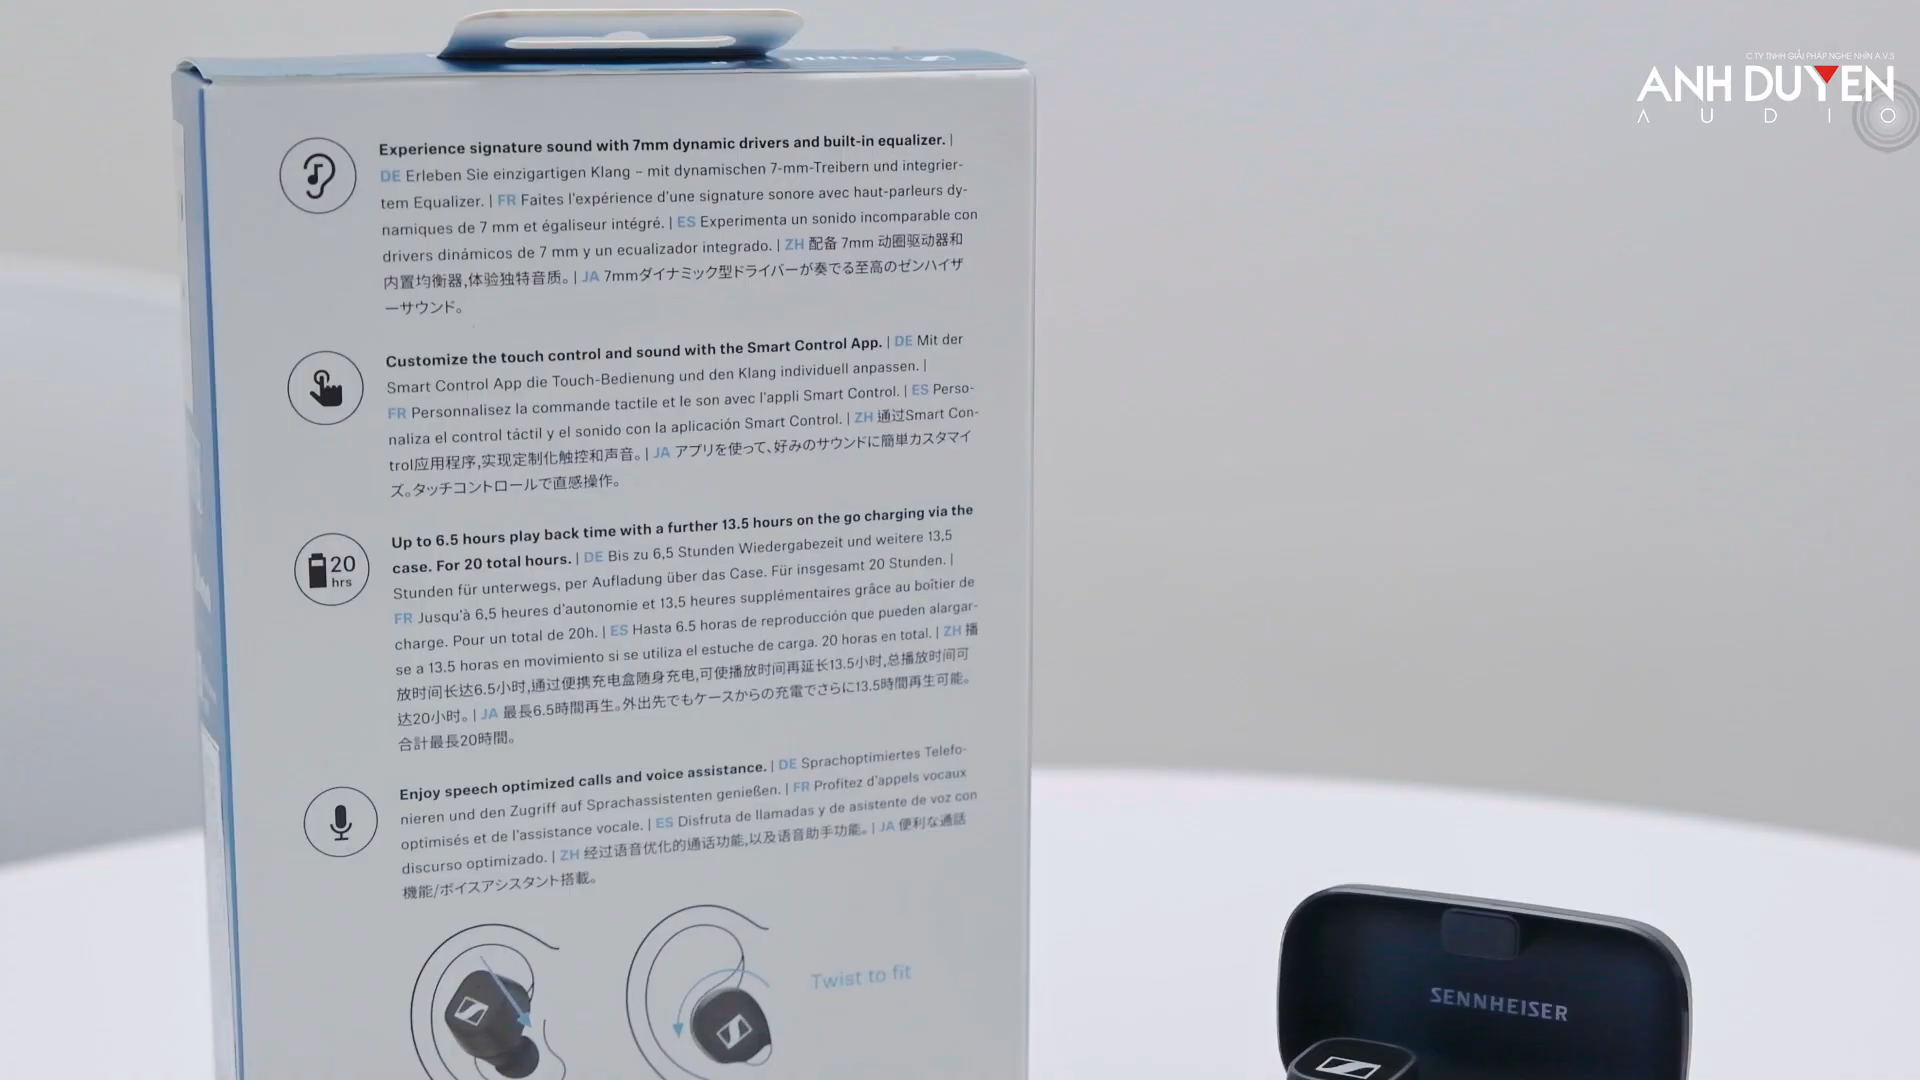 C TY TNHH GIẢI PHÁP NGHE NHÌN A.V.S
ANH DUYEN
AUDIO
Experience signature sound with 7mm dynamic drivers and built-in equalizer. |
DE Erleben Sie einzigartigen Klang – mit dynamischen 7-mm-Treibern und integrier-
tem Equalizer. | FR Faites l'expérience d'une signature sonore avec haut-parleurs dy-
namiques de 7 mm et égaliseur intégré. | ES Experimenta un sonido incomparable con
drivers dinámicos de 7 mm y un ecualizador integrado. | ZH 配备 7mm 动圈驱动器和
内置均衡器,体验独特音质。| JA 7mmダイナミック型ドライバーが奏でる至高のゼンハイザ
ーサウンド。
Customize the touch control and sound with the Smart Control App. | DE Mit der
Smart Control App die Touch-Bedienung und den Klang individuell anpassen. |
FR Personnalisez la commande tactile et le son avec l'appli Smart Control. | ES Perso-
naliza el control táctil y el sonido con la aplicación Smart Control. | ZH 通过Smart Con-
trol应用程序,实现定制化触控和声音。| JA アプリを使って、好みのサウンドに簡単カスタマイ
ズ。タッチコントロールで直感操作。
20
hrs
Up to 6.5 hours play back time with a further 13.5 hours on the go charging via the
case. For 20 total hours. | DE Bis zu 6,5 Stunden Wiedergabezeit und weitere 13,5
Stunden für unterwegs, per Aufladung über das Case. Für insgesamt 20 Stunden. |
FR Jusqu'à 6,5 heures d'autonomie et 13,5 heures supplémentaires grâce au boîtier de
charge. Pour un total de 20h. | ES Hasta 6.5 horas de reproducción que pueden alargar-
se a 13.5 horas en movimiento si se utiliza el estuche de carga. 20 horas en total. | ZH 播
放时间长达6.5小时,通过便携充电盒随身充电,可使播放时间再延长13.5小时,总播放时间可
达20小时。| JA 最長6.5時間再生。外出先でもケースからの充電でさらに13.5時間再生可能。
合計最長20時間。
Enjoy speech optimized calls and voice assistance. | DE Sprachoptimiertes Telefo-
nieren und den Zugriff auf Sprachassistenten genießen. | FR Profitez d'appels vocaux
optimisés et de l'assistance vocale. | ES Disfruta de llamadas y de asistente de voz con
discurso optimizado. | ZH 经过语音优化的通话功能,以及语音助手功能。| JA 便利な通話
機能/ボイスアシスタント搭載。
Twist to fit
SENNHEISER